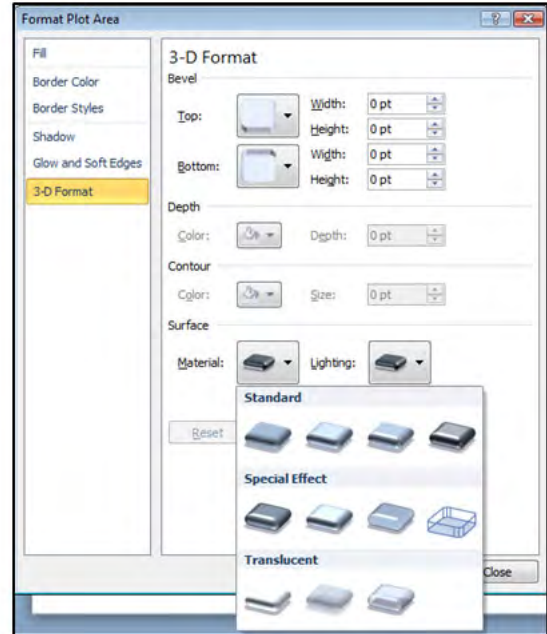 Format Plot Area
Fill
Border Color
Border Styles
Shadow
Glow and Soft Edges
3-D Format
3-D Format
Bevel
Top:
Width: 0 pt
Height: 0 pt
Bottom:
Width: 0 pt
Height: 0 pt
Depth
Color:
Depth: 0 pt
Contour
Color:
Size: 0 pt
Surface
Material:
Lighting:
Reset
Standard
Special Effect
Translucent
Close